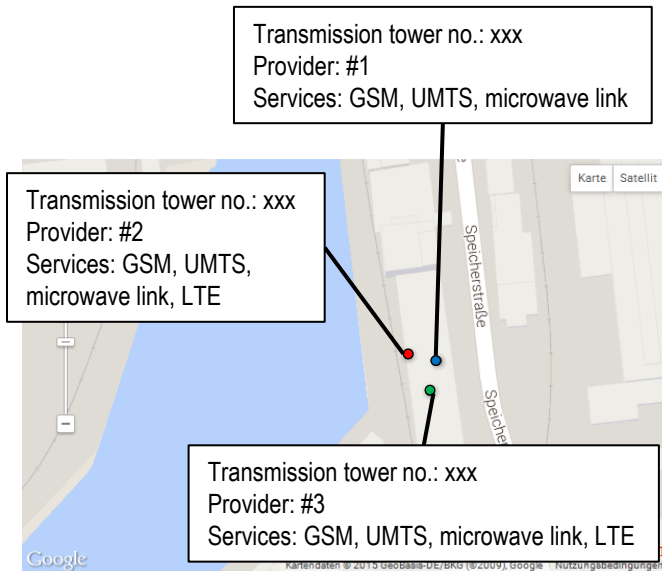 Transmission tower no.: xxx
Provider: #1
Services: GSM, UMTS, microwave link
Karte Satellit
Transmission tower no.: xxx
Provider: #2
Services: GSM, UMTS,
microwave link, LTE
Speicherstraße
Speicher
Transmission tower no.: xxx
Provider: #3
Services: GSM, UMTS, microwave link, LTE
Google
Kartendaten © 2015 GeoBasis-DE/BKG (©2009), Google Nutzungsbedingungen